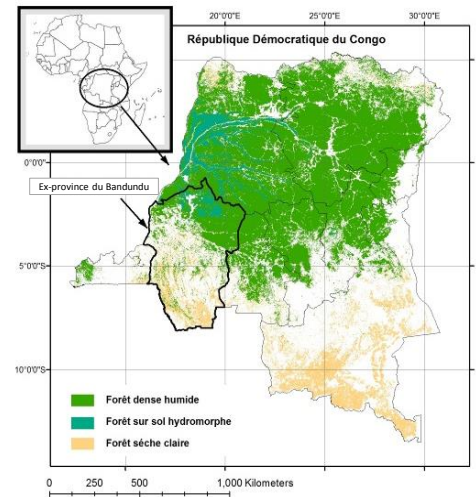 20°0'0"E 25°0'0"E 30°0'0"E
République Démocratique du Congo
0°0'0"
Ex-province du Bandundu
5°0'0"S
10°0'0"S
Forêt dense humide
Forêt sur sol hydromorphe
Forêt séche claire
0 250 500 1,000 Kilometers